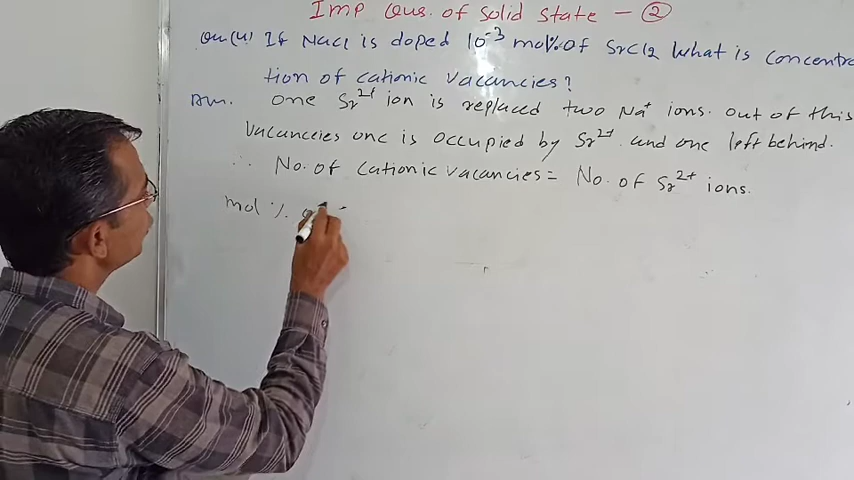 Imp Ques. of solid state - 2
Qu(4) If NaCl is doped 10⁻³ mol% of SrCl2 What is concentra
tion of cationic vacancies?
Ans. one Sr²⁺ ion is replaced two Na⁺ ions. out of this
vacancies one is occupied by Sr²⁺ and one left behind.
∴ No. of cationic vacancies = No. of Sr²⁺ ions.
mol %